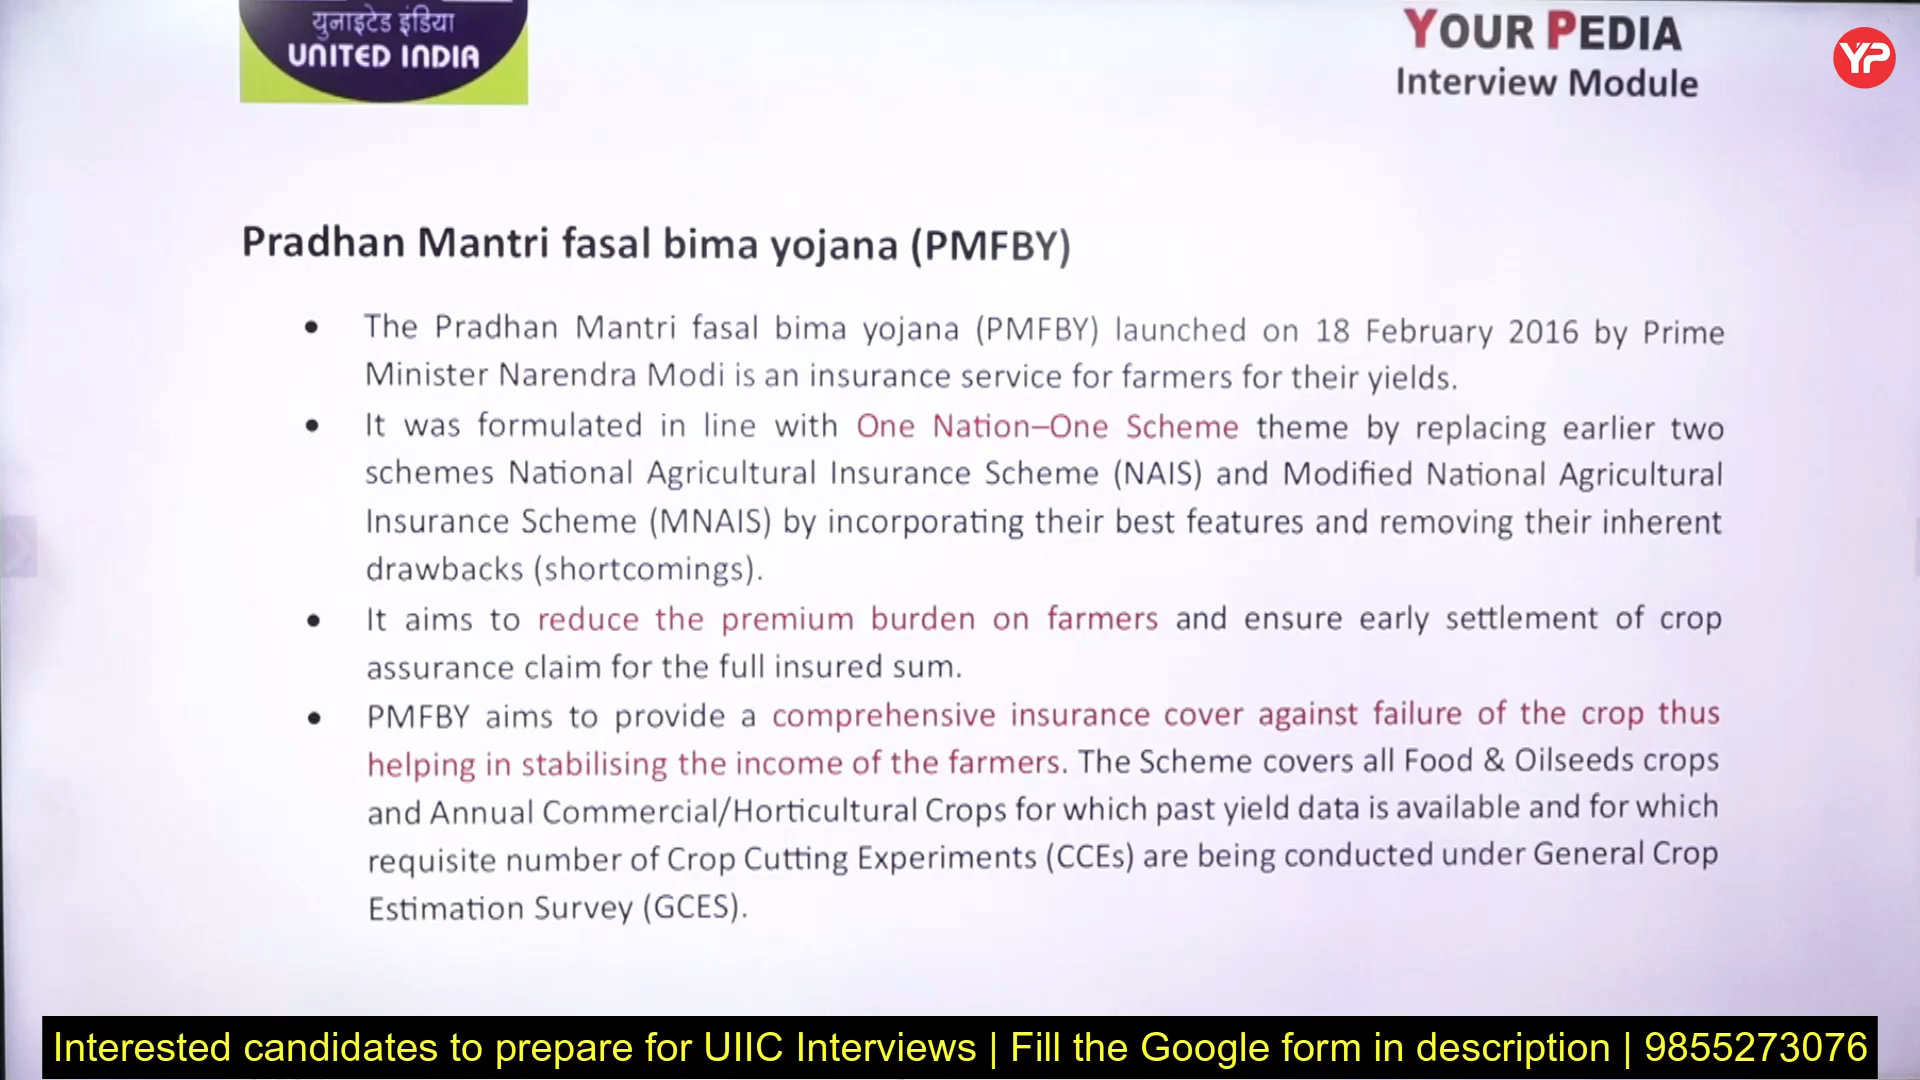 युनाइटेड इंडिया
UNITED INDIA
YOUR PEDIA
Interview Module
YP
Pradhan Mantri fasal bima yojana (PMFBY)
• The Pradhan Mantri fasal bima yojana (PMFBY) launched on 18 February 2016 by Prime
Minister Narendra Modi is an insurance service for farmers for their yields.
• It was formulated in line with One Nation–One Scheme theme by replacing earlier two
schemes National Agricultural Insurance Scheme (NAIS) and Modified National Agricultural
Insurance Scheme (MNAIS) by incorporating their best features and removing their inherent
drawbacks (shortcomings).
• It aims to reduce the premium burden on farmers and ensure early settlement of crop
assurance claim for the full insured sum.
• PMFBY aims to provide a comprehensive insurance cover against failure of the crop thus
helping in stabilising the income of the farmers. The Scheme covers all Food & Oilseeds crops
and Annual Commercial/Horticultural Crops for which past yield data is available and for which
requisite number of Crop Cutting Experiments (CCEs) are being conducted under General Crop
Estimation Survey (GCES).
Interested candidates to prepare for UIIC Interviews | Fill the Google form in description | 9855273076